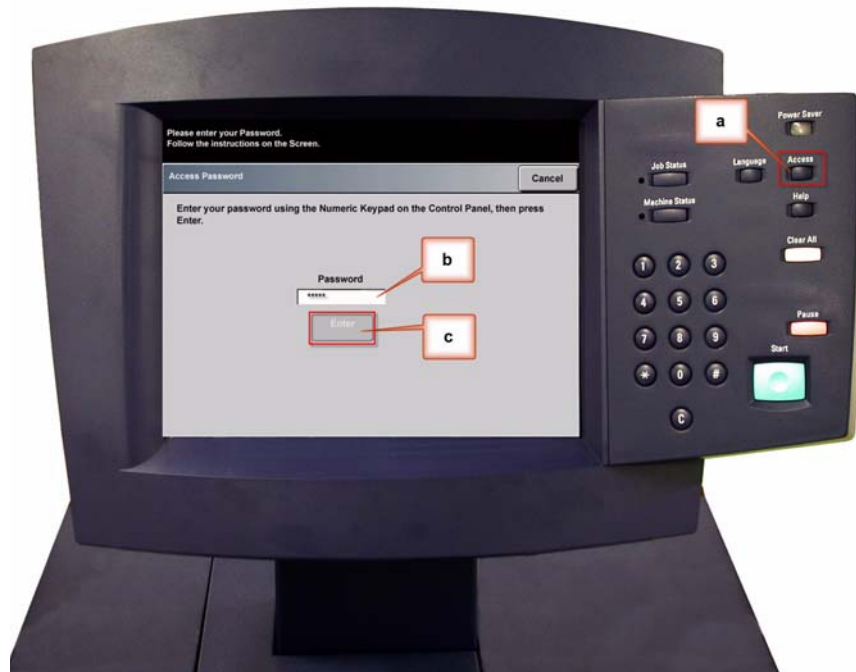 Please enter your Password.
Follow the instructions on the Screen.
Access Password
Cancel
Enter your password using the Numeric Keypad on the Control Panel, then press
Enter.
Password
*****
Enter
a
b
c
Power Saver
Job Status
Language
Access
Machine Status
Help
Clear All
1 2 3
4 5 6
7 8 9
Pause
Start
* 0 #
C